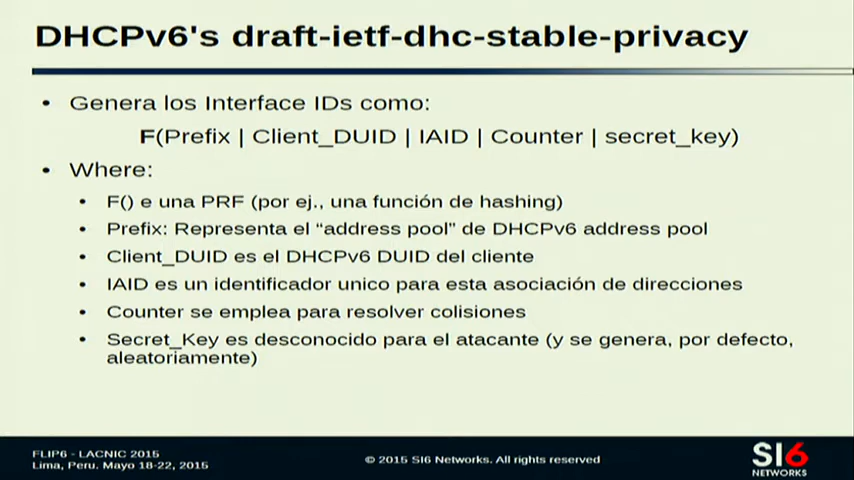 DHCPv6's draft-ietf-dhc-stable-privacy
• Genera los Interface IDs como:
F(Prefix | Client_DUID | IAID | Counter | secret_key)
• Where:
• F() e una PRF (por ej., una función de hashing)
• Prefix: Representa el “address pool” de DHCPv6 address pool
• Client_DUID es el DHCPv6 DUID del cliente
• IAID es un identificador unico para esta asociación de direcciones
• Counter se emplea para resolver colisiones
• Secret_Key es desconocido para el atacante (y se genera, por defecto,
aleatoriamente)
FLIP6 - LACNIC 2015
Lima, Peru. Mayo 18-22, 2015
© 2015 SI6 Networks. All rights reserved
SI6
NETWORKS